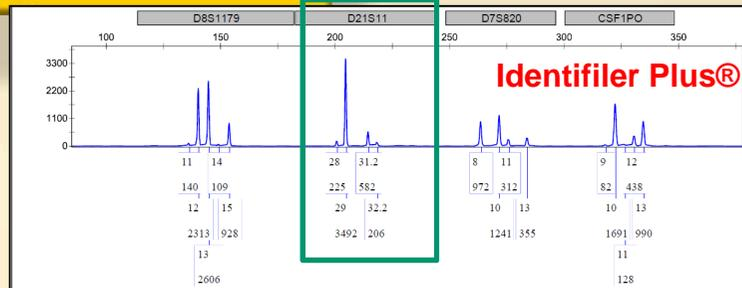 D8S1179 D21S11 D7S820 CSF1PO
100 150 200 250 300 350
Identifiler Plus®
3300
2200
1100
0
11 14 28 31.2 8 11 9 12
140 109 225 582 972 312 82 438
12 15 29 32.2 10 13 10 13
2313 928 3492 206 1241 355 1691 990
13 11
2606 128